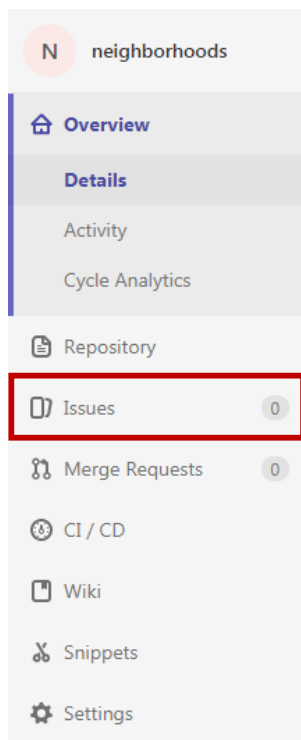 N neighborhoods
Overview
Details
Activity
Cycle Analytics
Repository
Issues 0
Merge Requests 0
CI / CD
Wiki
Snippets
Settings